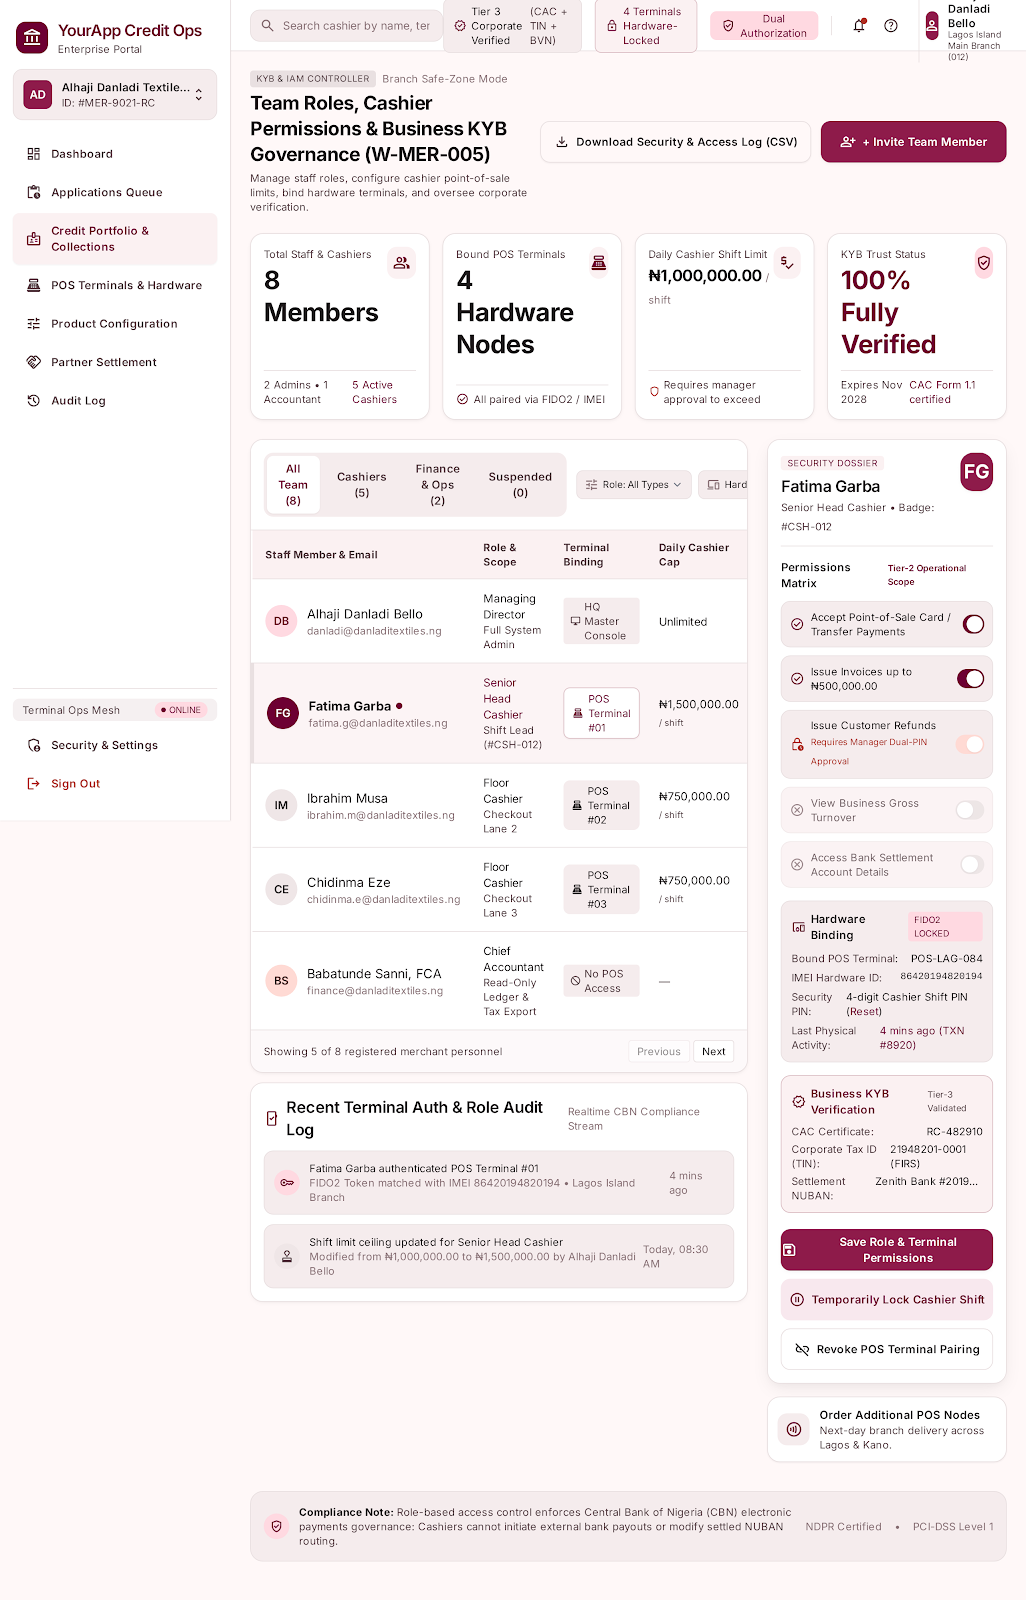 YourApp Credit Ops
Enterprise Portal
AD
Alhaji Danladi Textile...
ID: #MER-9021-RC
Dashboard
Applications Queue
Credit Portfolio &
Collections
POS Terminals & Hardware
Product Configuration
Partner Settlement
Audit Log
Terminal Ops Mesh
ONLINE
Security & Settings
Sign Out
Search cashier by name, ter
Tier 3
Corporate
Verified
(CAC +
TIN +
BVN)
4 Terminals
Hardware-
Locked
Dual
Authorization
Danladi
Bello
Lagos Island
Main Branch
(012)
KYB & IAM CONTROLLER
Branch Safe-Zone Mode
Team Roles, Cashier
Permissions & Business KYB
Governance (W-MER-005)
Manage staff roles, configure cashier point-of-sale
limits, bind hardware terminals, and oversee corporate
verification.
Download Security & Access Log (CSV)
+ Invite Team Member
Total Staff & Cashiers
8
Members
2 Admins • 1
Accountant
5 Active
Cashiers
Bound POS Terminals
4
Hardware
Nodes
All paired via FIDO2 / IMEI
Daily Cashier Shift Limit
₦1,000,000.00 /
shift
Requires manager
approval to exceed
KYB Trust Status
100%
Fully
Verified
Expires Nov
2028
CAC Form 1.1
certified
All
Team
(8)
Cashiers
(5)
Finance
& Ops
(2)
Suspended
(0)
Role: All Types
Hard
Staff Member & Email
Role &
Scope
Terminal
Binding
Daily Cashier
Cap
DB
Alhaji Danladi Bello
danladi@danladitextiles.ng
Managing
Director
Full System
Admin
HQ
Master
Console
Unlimited
FG
Fatima Garba
fatima.g@danladitextiles.ng
Senior
Head
Cashier
Shift Lead
(#CSH-012)
POS
Terminal
#01
₦1,500,000.00
/ shift
IM
Ibrahim Musa
ibrahim.m@danladitextiles.ng
Floor
Cashier
Checkout
Lane 2
POS
Terminal
#02
₦750,000.00
/ shift
CE
Chidinma Eze
chidinma.e@danladitextiles.ng
Floor
Cashier
Checkout
Lane 3
POS
Terminal
#03
₦750,000.00
/ shift
BS
Babatunde Sanni, FCA
finance@danladitextiles.ng
Chief
Accountant
Read-Only
Ledger &
Tax Export
No POS
Access
—
Showing 5 of 8 registered merchant personnel
Previous
Next
Recent Terminal Auth & Role Audit
Log
Realtime CBN Compliance
Stream
Fatima Garba authenticated POS Terminal #01
FIDO2 Token matched with IMEI 86420194820194 • Lagos Island
Branch
4 mins
ago
Shift limit ceiling updated for Senior Head Cashier
Modified from ₦1,000,000.00 to ₦1,500,000.00 by Alhaji Danladi
Bello
Today, 08:30
AM
SECURITY DOSSIER
Fatima Garba
Senior Head Cashier • Badge:
#CSH-012
FG
Permissions
Matrix
Tier-2 Operational
Scope
Accept Point-of-Sale Card /
Transfer Payments
Issue Invoices up to
₦500,000.00
Issue Customer Refunds
Requires Manager Dual-PIN
Approval
View Business Gross
Turnover
Access Bank Settlement
Account Details
Hardware
Binding
FIDO2
LOCKED
Bound POS Terminal: POS-LAG-084
IMEI Hardware ID: 86420194820194
Security
PIN:
4-digit Cashier Shift PIN
(Reset)
Last Physical
Activity:
4 mins ago (TXN
#8920)
Business KYB
Verification
Tier-3
Validated
CAC Certificate: RC-482910
Corporate Tax ID
(TIN):
21948201-0001
(FIRS)
Settlement
NUBAN:
Zenith Bank #2019...
Save Role & Terminal
Permissions
Temporarily Lock Cashier Shift
Revoke POS Terminal Pairing
Order Additional POS Nodes
Next-day branch delivery across
Lagos & Kano.
Compliance Note: Role-based access control enforces Central Bank of Nigeria (CBN) electronic
payments governance: Cashiers cannot initiate external bank payouts or modify settled NUBAN
routing.
NDPR Certified • PCI-DSS Level 1